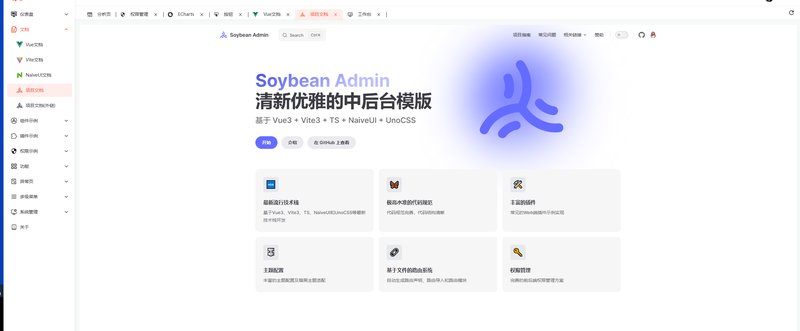 仪表盘
文档
Vue文档
Vite文档
NaiveUI文档
项目文档
项目文档(外链)
组件示例
插件示例
权限示例
功能
异常页
多级菜单
系统管理
关于
分析页
权限管理
ECharts
按钮
Vue文档
项目文档
工作台
Soybean Admin
Search
Ctrl K
项目指南
常见问题
相关链接
赞助
Soybean Admin
清新优雅的中后台模版
基于 Vue3 + Vite3 + TS + NaiveUI + UnoCSS
开始
介绍
在 GitHub 上查看
最新流行技术栈
基于Vue3、Vite3、TS、NaiveUI和UnoCSS等最新
技术栈开发
极高水准的代码规范
代码规范完善、代码结构清晰
丰富的插件
常见的Web端插件示例实现
主题配置
丰富的主题配置及暗黑主题适配
基于文件的路由系统
自动生成路由声明、路由导入和路由模块
权限管理
完善的前后端权限管理方案